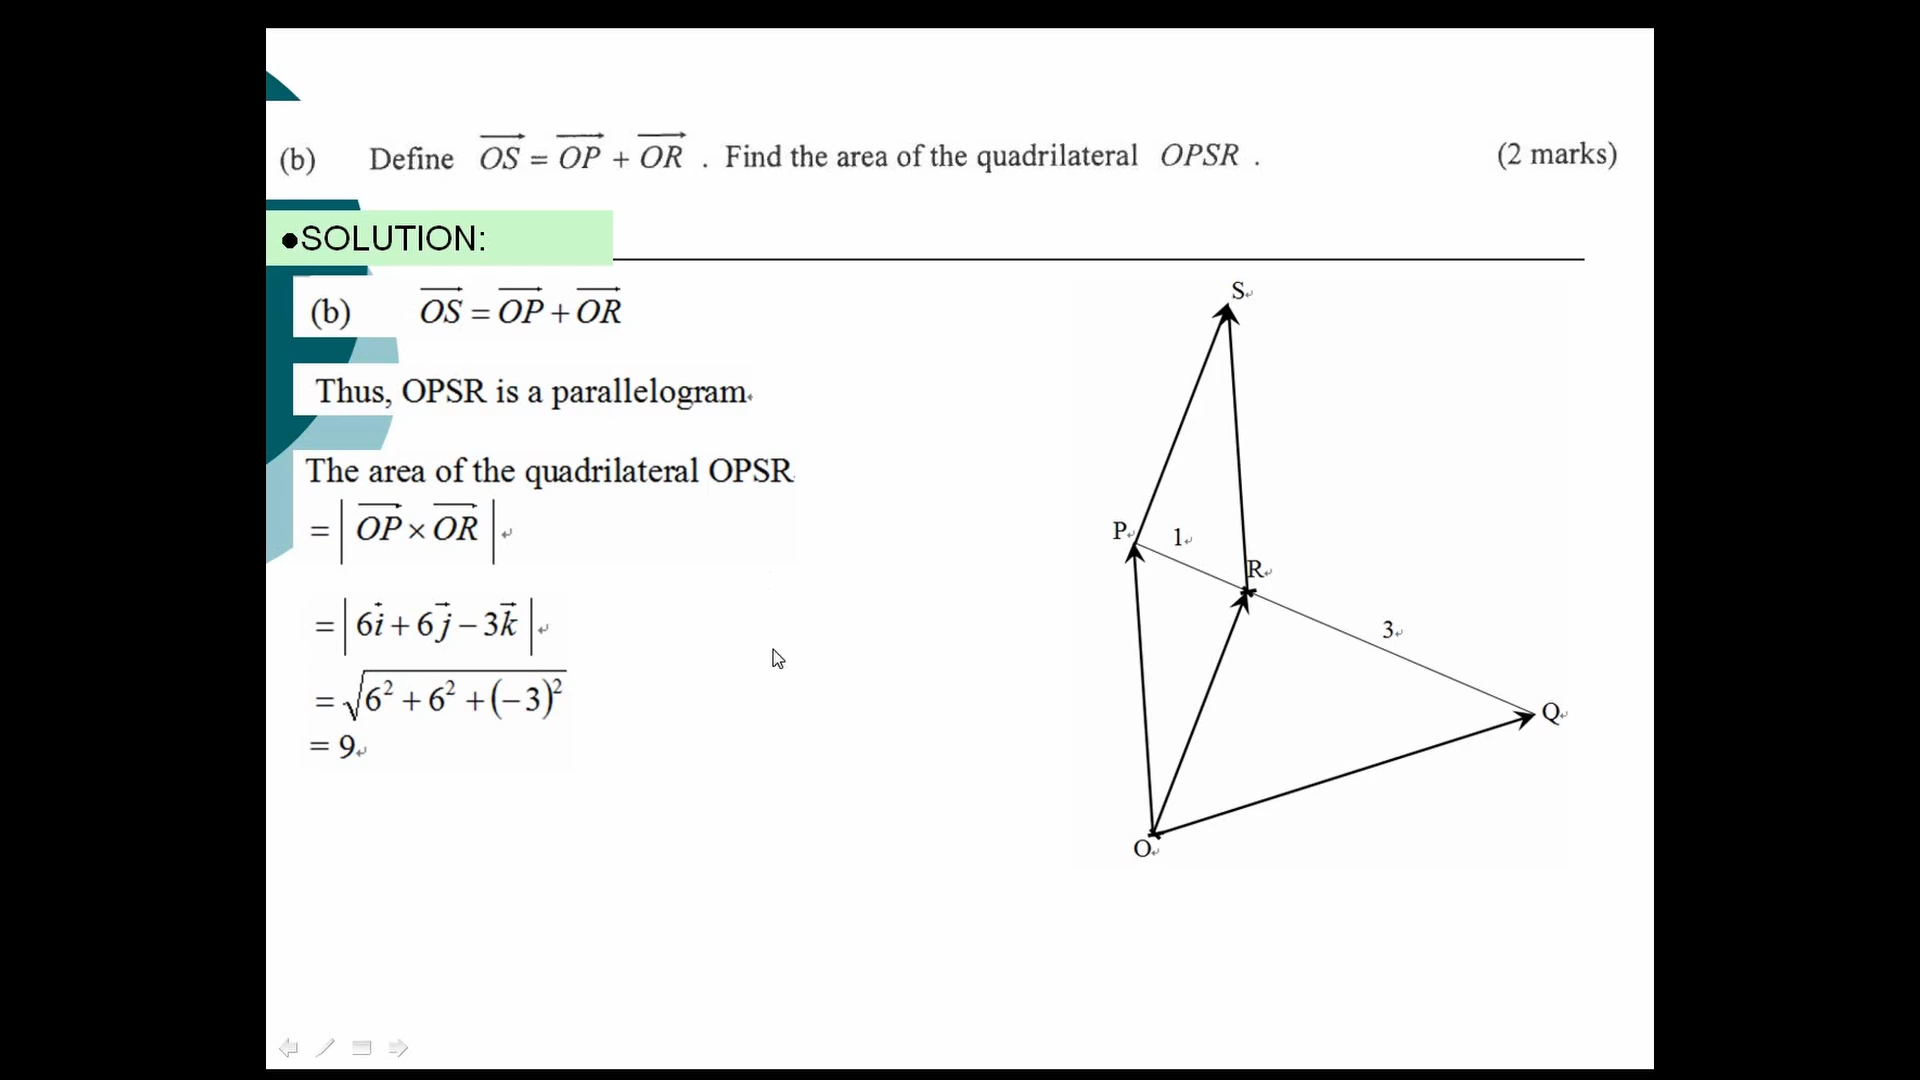 (b) Define $\overrightarrow{OS} = \overrightarrow{OP} + \overrightarrow{OR}$ . Find the area of the quadrilateral OPSR . (2 marks)
●SOLUTION:
(b) $\overrightarrow{OS} = \overrightarrow{OP} + \overrightarrow{OR}$
Thus, OPSR is a parallelogram.
The area of the quadrilateral OPSR
$= \left| \overrightarrow{OP} \times \overrightarrow{OR} \right|$
$= \left| 6\vec{i} + 6\vec{j} - 3\vec{k} \right|$
$= \sqrt{6^2 + 6^2 + (-3)^2}$
= 9
S
P
1
R
3
Q
O